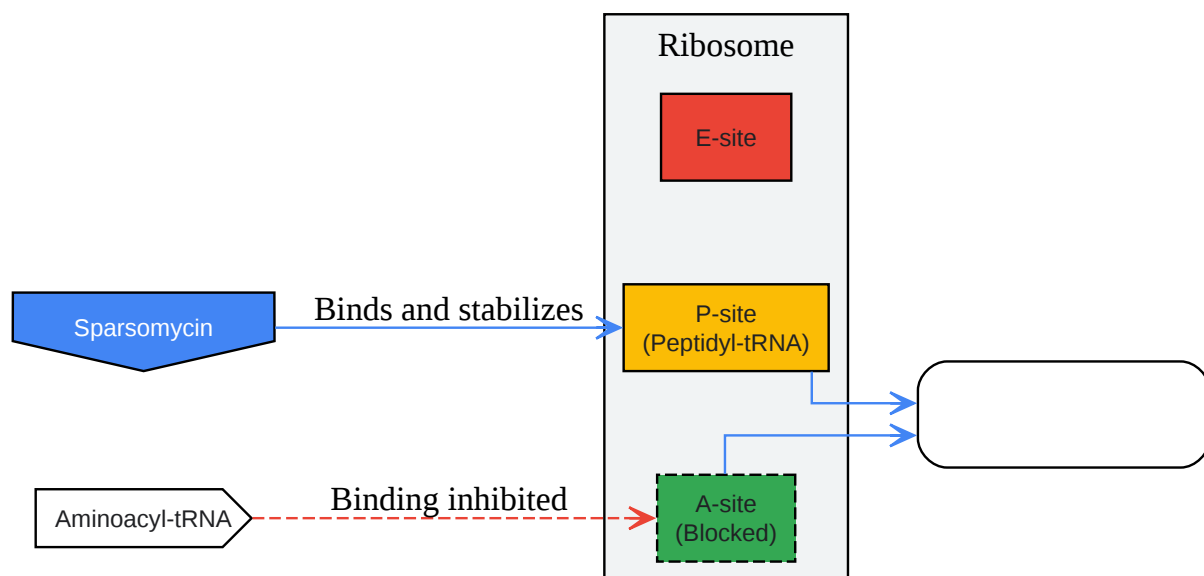 Ribosome
E-site
Sparsomycin
Binds and stabilizes
P-site
(Peptidyl-tRNA)
Aminoacyl-tRNA
Binding inhibited
A-site
(Blocked)